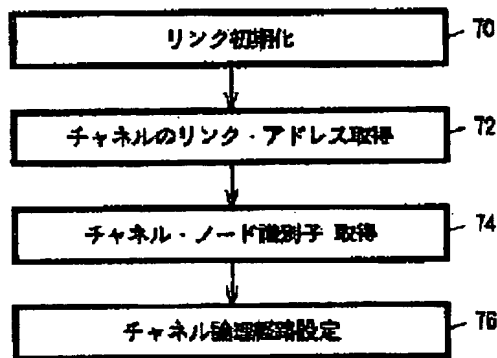 リンク初期化
70
チャネルのリンク・アドレス取得
72
チャネル・ノード識別子 取得
74
チャネル論理経路設定
76